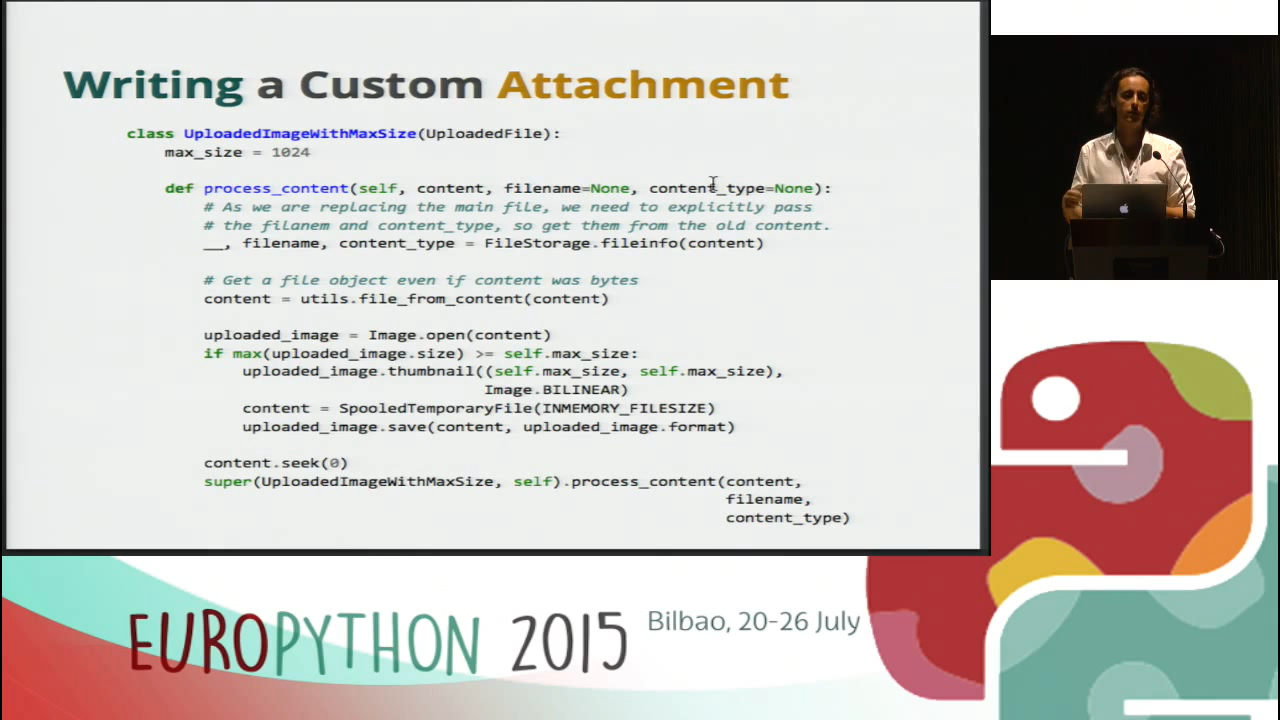 Writing a Custom Attachment
class UploadedImageWithMaxSize(UploadedFile):
max_size = 1024
def process_content(self, content, filename=None, content_type=None):
# As we are replacing the main file, we need to explicitly pass
# the filanem and content_type, so get them from the old content.
__, filename, content_type = FileStorage.fileinfo(content)
# Get a file object even if content was bytes
content = utils.file_from_content(content)
uploaded_image = Image.open(content)
if max(uploaded_image.size) >= self.max_size:
uploaded_image.thumbnail((self.max_size, self.max_size),
Image.BILINEAR)
content = SpooledTemporaryFile(INMEMORY_FILESIZE)
uploaded_image.save(content, uploaded_image.format)
content.seek(0)
super(UploadedImageWithMaxSize, self).process_content(content,
filename,
content_type)
EUROPYTHON 2015
Bilbao, 20-26 July